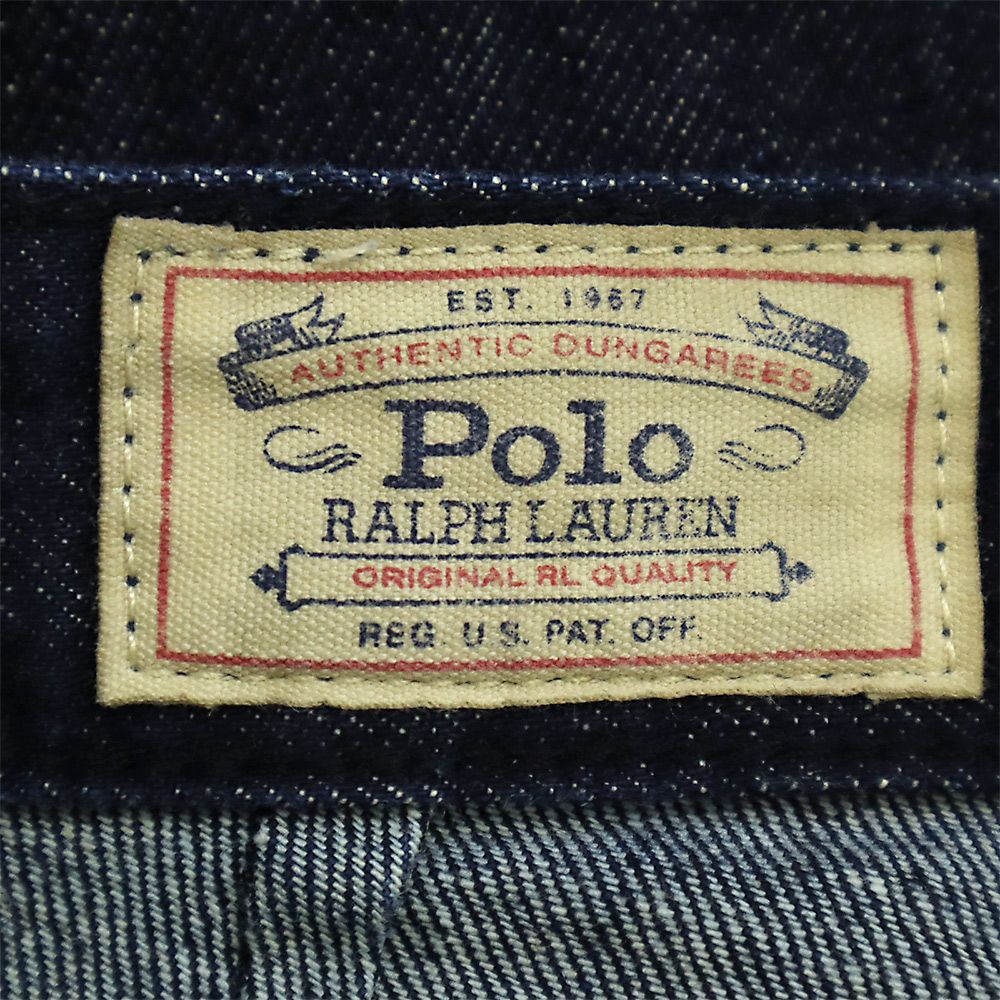 EST. 1967
AUTHENTIC DUNGAREES
Polo
RALPH LAUREN
ORIGINAL RL QUALITY
REG. U.S. PAT. OFF.